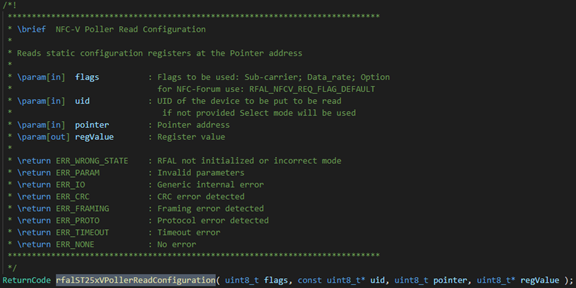 /*!
*****************************************************************************
* \brief  NFC-V Poller Read Configuration
*
* Reads static configuration registers at the Pointer address
*
* \param[in]  flags          : Flags to be used: Sub-carrier; Data_rate; Option
*                              for NFC-Forum use: RFAL_NFCV_REQ_FLAG_DEFAULT
* \param[in]  uid            : UID of the device to be put to be read
*                               if not provided Select mode will be used
* \param[in]  pointer        : Pointer address
* \param[out] regValue       : Register value
*
* \return ERR_WRONG_STATE    : RFAL not initialized or incorrect mode
* \return ERR_PARAM          : Invalid parameters
* \return ERR_IO             : Generic internal error
* \return ERR_CRC            : CRC error detected
* \return ERR_FRAMING        : Framing error detected
* \return ERR_PROTO          : Protocol error detected
* \return ERR_TIMEOUT        : Timeout error
* \return ERR_NONE           : No error
*****************************************************************************
*/
ReturnCode rfalST25xVPollerReadConfiguration( uint8_t flags, const uint8_t* uid, uint8_t pointer, uint8_t* regValue );